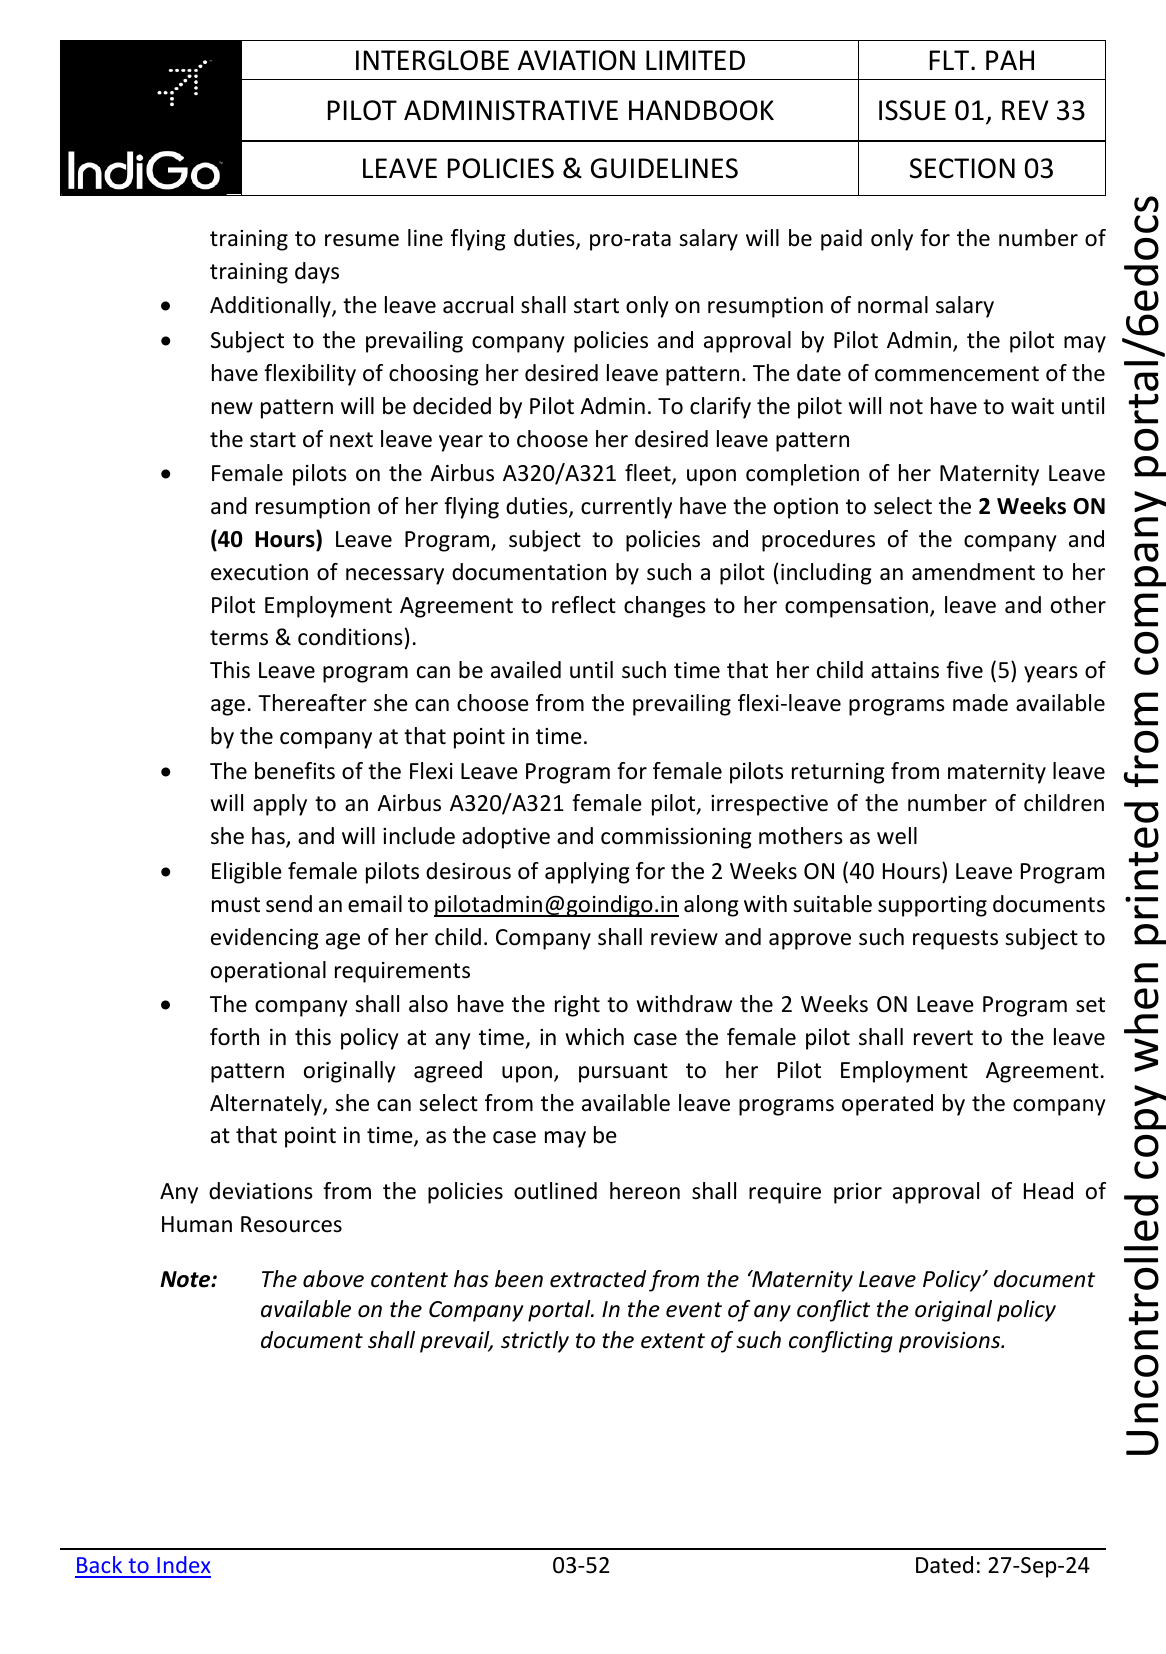 INTERGLOBE AVIATION LIMITED
FLT. PAH
PILOT ADMINISTRATIVE HANDBOOK
ISSUE 01, REV 33
IndiGo
LEAVE POLICIES & GUIDELINES
SECTION 03
training to resume line flying duties, pro-rata salary will be paid only for the number of
training days
• Additionally, the leave accrual shall start only on resumption of normal salary
• Subject to the prevailing company policies and approval by Pilot Admin, the pilot may
have flexibility of choosing her desired leave pattern. The date of commencement of the
new pattern will be decided by Pilot Admin. To clarify the pilot will not have to wait until
the start of next leave year to choose her desired leave pattern
• Female pilots on the Airbus A320/A321 fleet, upon completion of her Maternity Leave
and resumption of her flying duties, currently have the option to select the 2 Weeks ON
(40 Hours) Leave Program, subject to policies and procedures of the company and
execution of necessary documentation by such a pilot (including an amendment to her
Pilot Employment Agreement to reflect changes to her compensation, leave and other
terms & conditions).
This Leave program can be availed until such time that her child attains five (5) years of
age. Thereafter she can choose from the prevailing flexi-leave programs made available
by the company at that point in time.
• The benefits of the Flexi Leave Program for female pilots returning from maternity leave
will apply to an Airbus A320/A321 female pilot, irrespective of the number of children
she has, and will include adoptive and commissioning mothers as well
• Eligible female pilots desirous of applying for the 2 Weeks ON (40 Hours) Leave Program
must send an email to pilotadmin@goindigo.in along with suitable supporting documents
evidencing age of her child. Company shall review and approve such requests subject to
operational requirements
• The company shall also have the right to withdraw the 2 Weeks ON Leave Program set
forth in this policy at any time, in which case the female pilot shall revert to the leave
pattern originally agreed upon, pursuant to her Pilot Employment Agreement.
Alternately, she can select from the available leave programs operated by the company
at that point in time, as the case may be
Any deviations from the policies outlined hereon shall require prior approval of Head of
Human Resources
Note: The above content has been extracted from the ‘Maternity Leave Policy’ document
available on the Company portal. In the event of any conflict the original policy
document shall prevail, strictly to the extent of such conflicting provisions.
Back to Index
03-52
Dated: 27-Sep-24
Uncontrolled copy when printed from company portal/6edocs